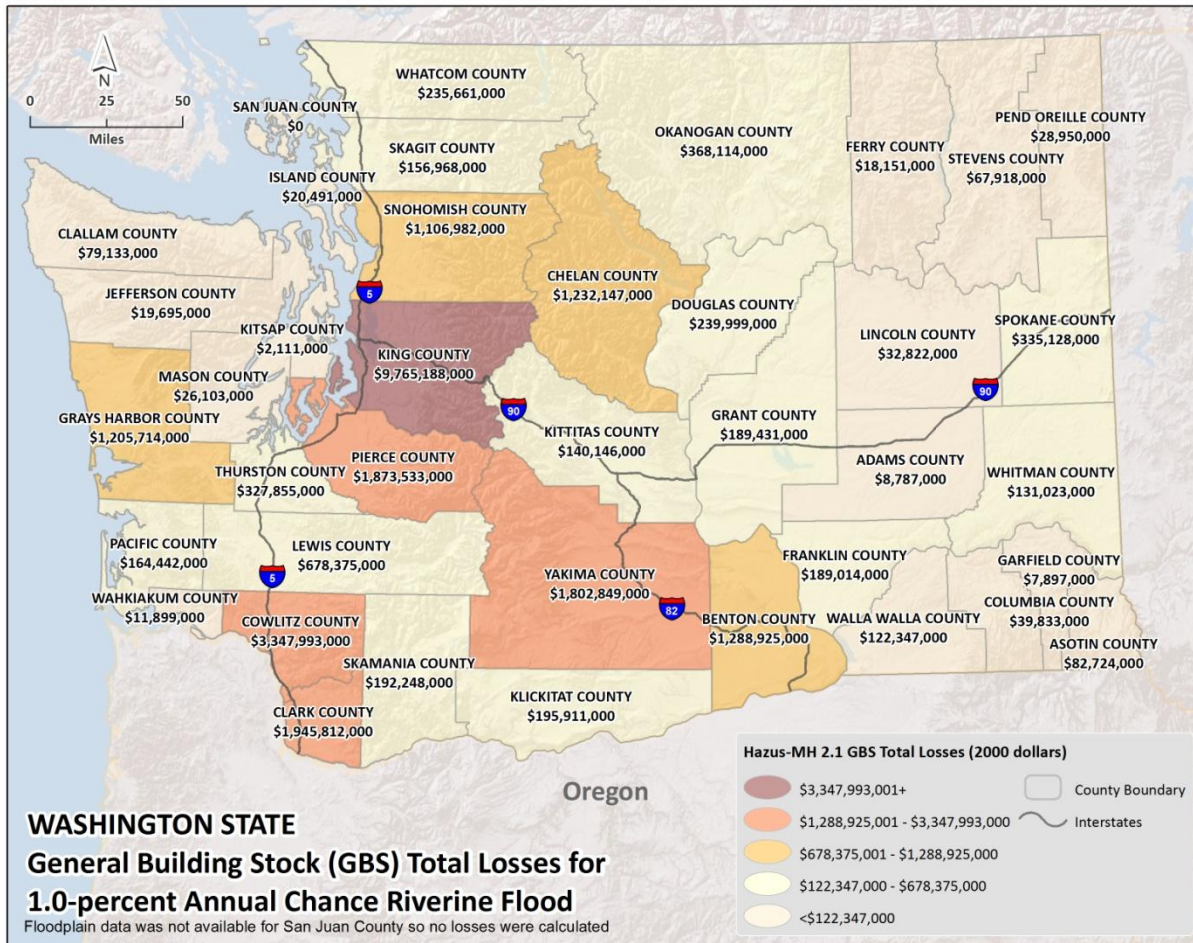 N
0 25 50
Miles
WHATCOM COUNTY
$235,661,000
SAN JUAN COUNTY
$0
SKAGIT COUNTY
$156,968,000
ISLAND COUNTY
$20,491,000
OKANOGAN COUNTY
$368,114,000
FERRY COUNTY
$18,151,000
PEND OREILLE COUNTY
$28,950,000
STEVENS COUNTY
$67,918,000
SNOHOMISH COUNTY
$1,106,982,000
CLALLAM COUNTY
$79,133,000
CHELAN COUNTY
$1,232,147,000
JEFFERSON COUNTY
$19,695,000
5
DOUGLAS COUNTY
$239,999,000
KITSAP COUNTY
$2,111,000
KING COUNTY
$9,765,188,000
LINCOLN COUNTY
$32,822,000
SPOKANE COUNTY
$335,128,000
MASON COUNTY
$26,103,000
90
90
GRAYS HARBOR COUNTY
$1,205,714,000
GRANT COUNTY
$189,431,000
KITTITAS COUNTY
$140,146,000
PIERCE COUNTY
$1,873,533,000
ADAMS COUNTY
$8,787,000
THURSTON COUNTY
$327,855,000
WHITMAN COUNTY
$131,023,000
PACIFIC COUNTY
$164,442,000
LEWIS COUNTY
$678,375,000
5
YAKIMA COUNTY
$1,802,849,000
82
FRANKLIN COUNTY
$189,014,000
GARFIELD COUNTY
$7,897,000
WAHKIAKUM COUNTY
$11,899,000
COWLITZ COUNTY
$3,347,993,000
BENTON COUNTY
$1,288,925,000
WALLA WALLA COUNTY
$122,347,000
COLUMBIA COUNTY
$39,833,000
ASOTIN COUNTY
$82,724,000
SKAMANIA COUNTY
$192,248,000
KLICKITAT COUNTY
$195,911,000
CLARK COUNTY
$1,945,812,000
Oregon
Hazus-MH 2.1 GBS Total Losses (2000 dollars)
$3,347,993,001+
$1,288,925,001 - $3,347,993,000
$678,375,001 - $1,288,925,000
$122,347,000 - $678,375,000
<$122,347,000
County Boundary
Interstates
WASHINGTON STATE
General Building Stock (GBS) Total Losses for
1.0-percent Annual Chance Riverine Flood
Floodplain data was not available for San Juan County so no losses were calculated